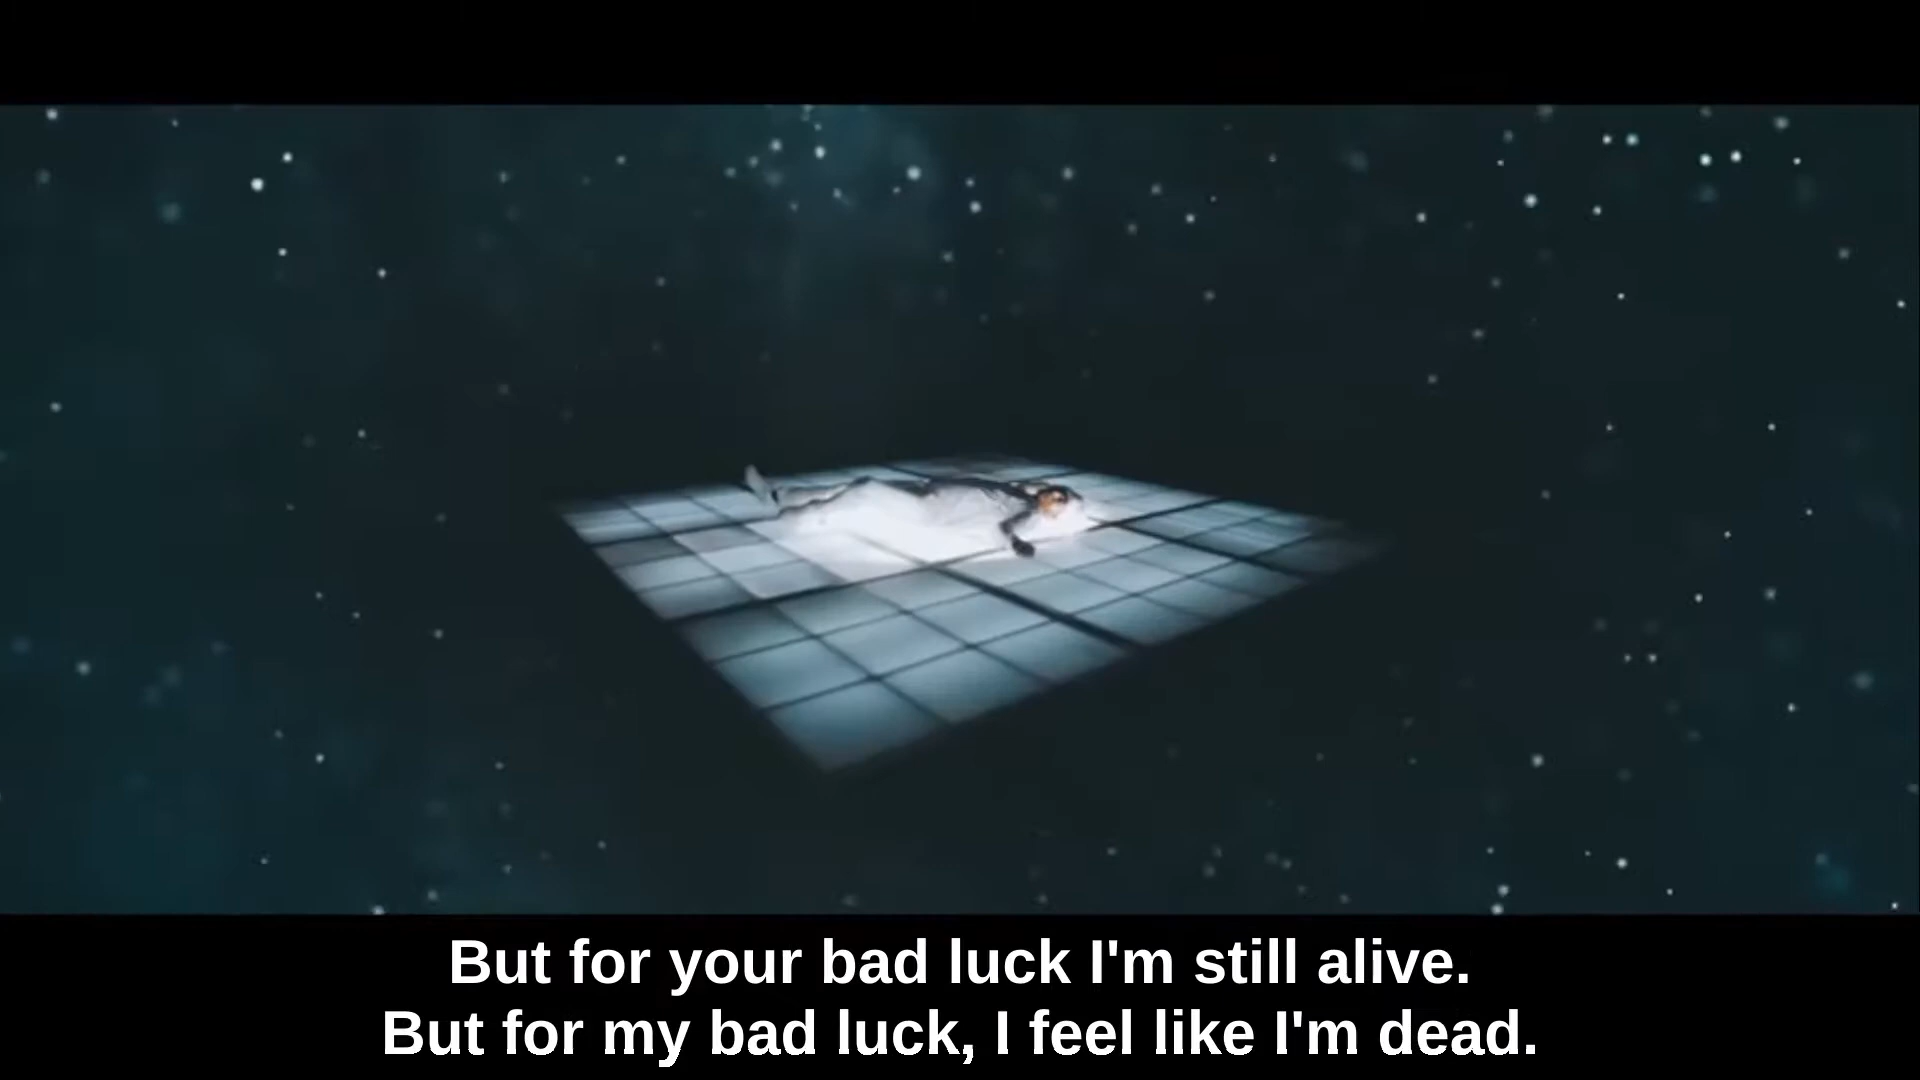 But for your bad luck I'm still alive.
But for my bad luck, I feel like I'm dead.